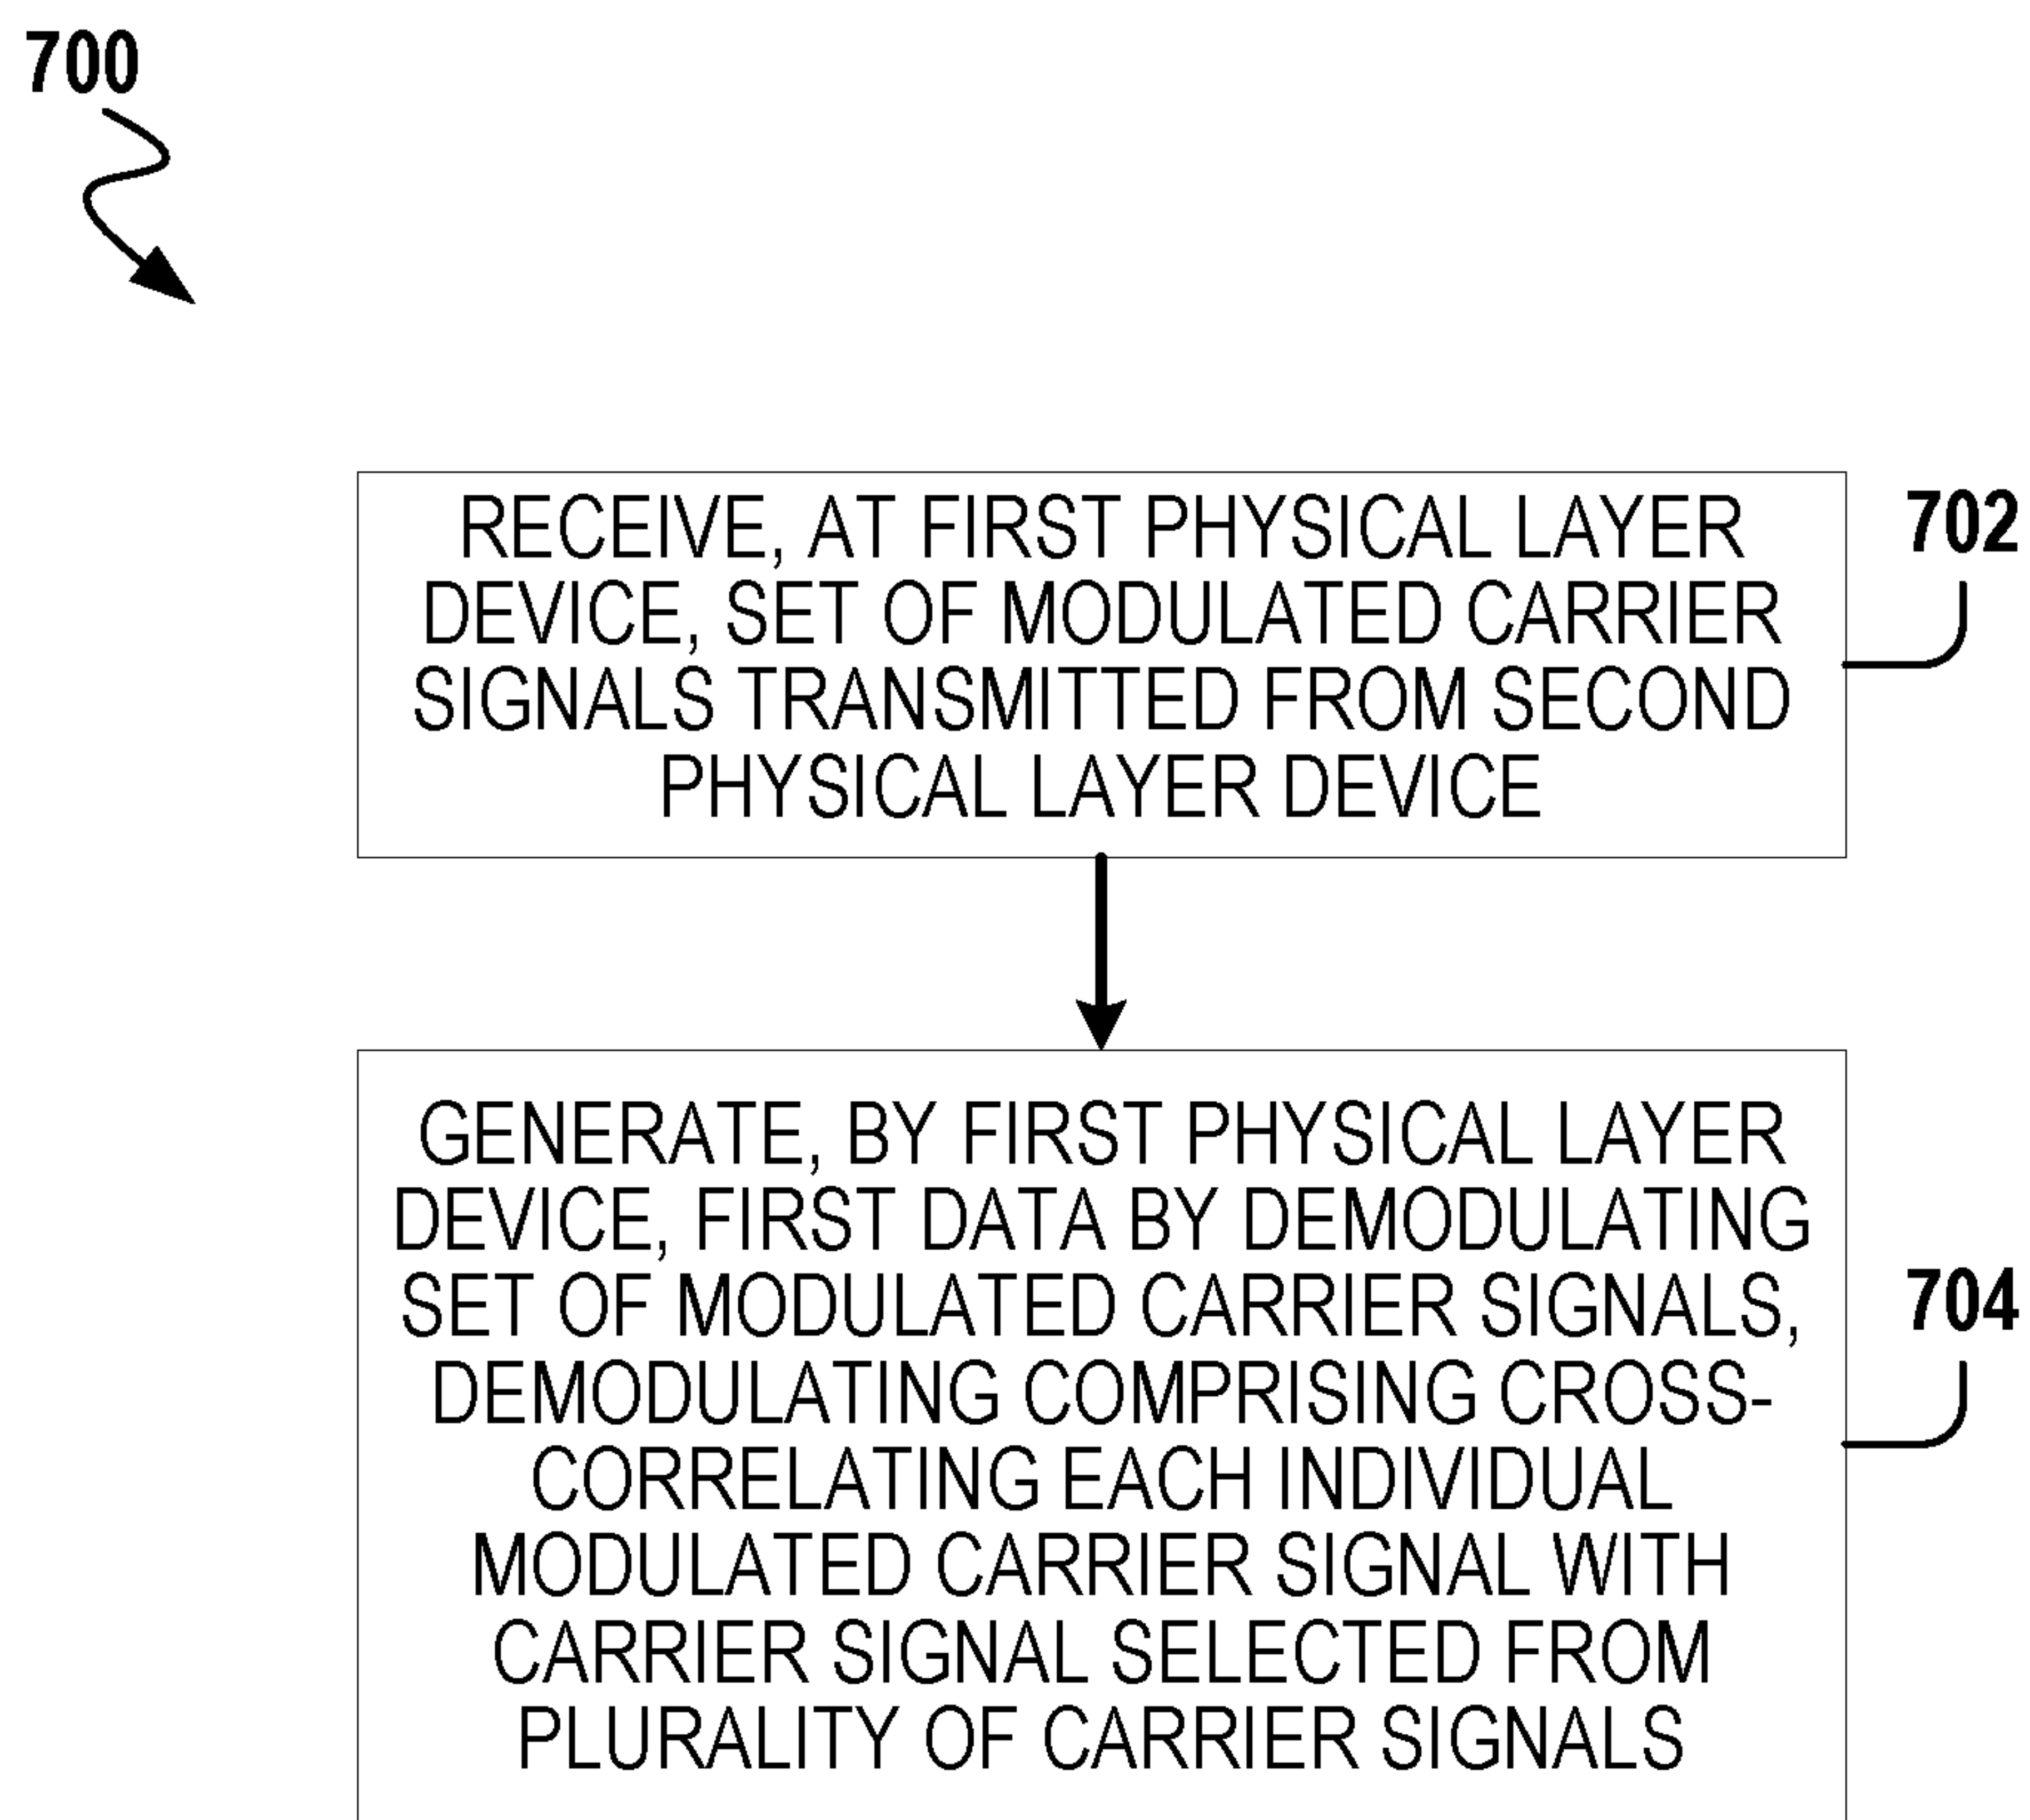 700
RECEIVE, AT FIRST PHYSICAL LAYER
DEVICE, SET OF MODULATED CARRIER
SIGNALS TRANSMITTED FROM SECOND
PHYSICAL LAYER DEVICE
702
GENERATE, BY FIRST PHYSICAL LAYER
DEVICE, FIRST DATA BY DEMODULATING
SET OF MODULATED CARRIER SIGNALS,
DEMODULATING COMPRISING CROSS-
CORRELATING EACH INDIVIDUAL
MODULATED CARRIER SIGNAL WITH
CARRIER SIGNAL SELECTED FROM
PLURALITY OF CARRIER SIGNALS
704